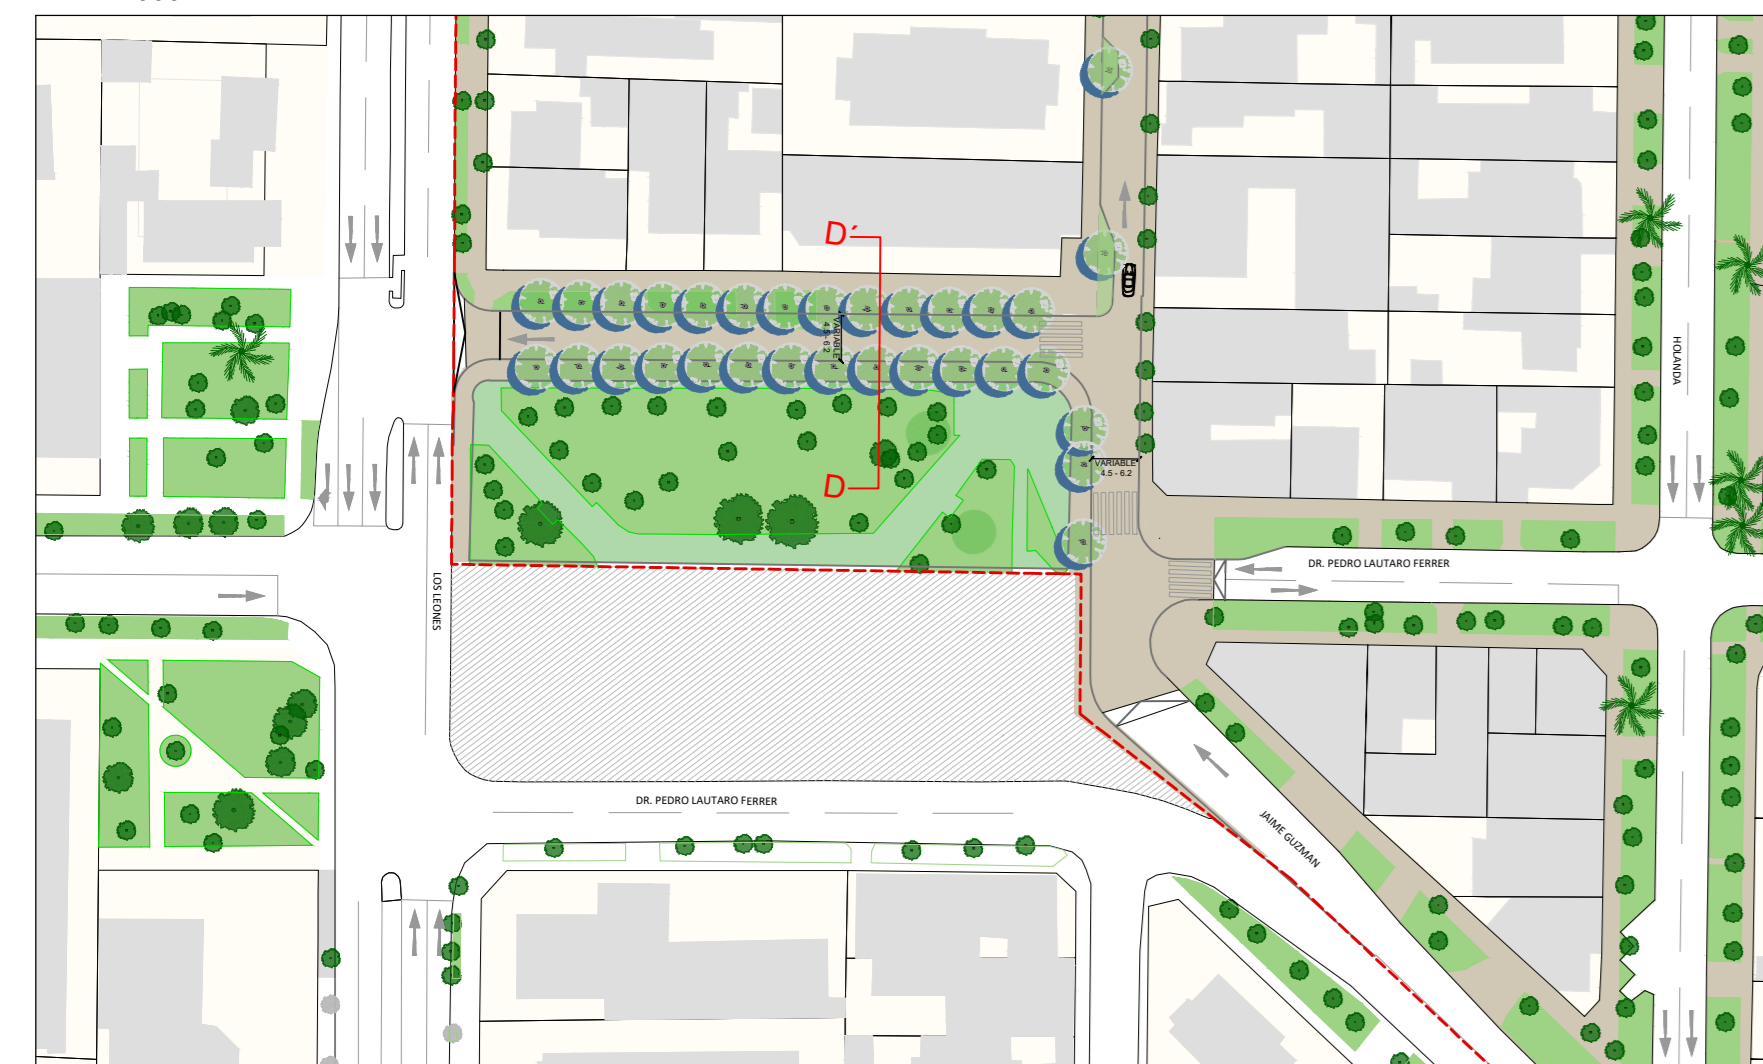 D´
VARIABLE
4.5 - 6.2
HOLANDA
VARIABLE
4.5 - 6.2
D
DR. PEDRO LAUTARO FERRER
LOS LEONES
DR. PEDRO LAUTARO FERRER
JAIME GUZMAN